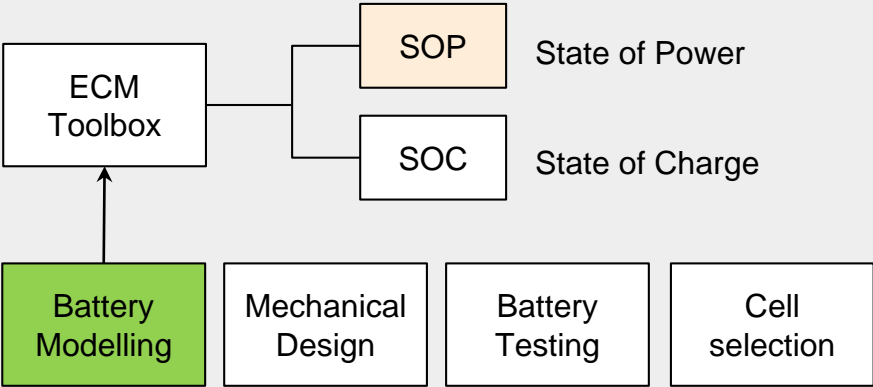 SOP
State of Power
ECM
Toolbox
SOC
State of Charge
Battery
Modelling
Mechanical
Design
Battery
Testing
Cell
selection